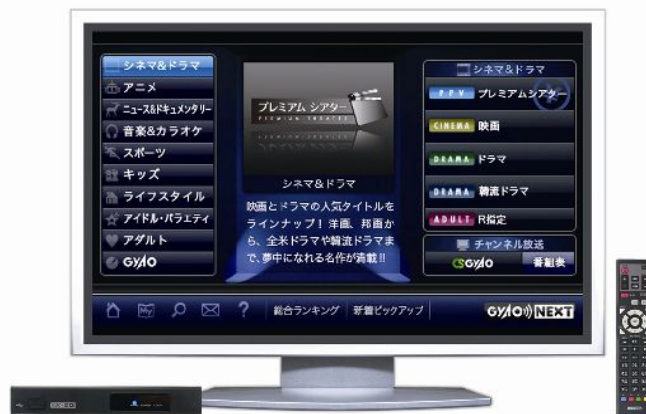 シネマ&ドラマ
アニメ
ニュース&ドキュメンタリー
音楽&カラオケ
スポーツ
キッズ
ライフスタイル
アイドル・バラエティ
アダルト
GYAO
プレミアム シアター
PREMIUM THEATER
シネマ&ドラマ
映画とドラマの人気タイトルを
ラインナップ! 洋画、邦画か
ら、全米ドラマや韓流ドラマま
で、夢中になれる名作が満載!!
シネマ&ドラマ
PPV プレミアムシアター
CINEMA 映画
DRAMA ドラマ
DRAMA 韓流ドラマ
ADULT R指定
チャンネル放送
CSGYAO 番組表
My ? 総合ランキング 新着ピックアップ GYAO NEXT